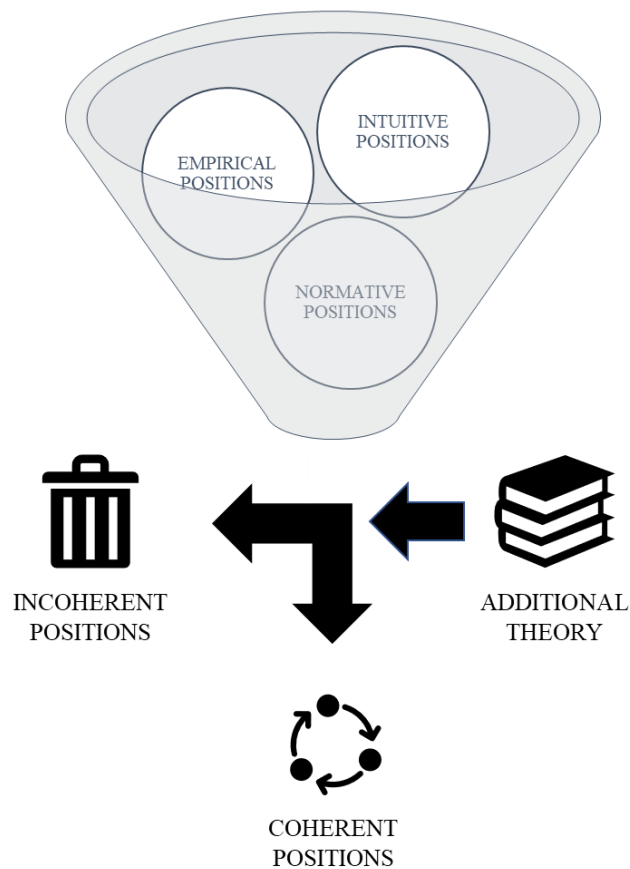 INTUITIVE
POSITIONS
EMPIRICAL
POSITIONS
NORMATIVE
POSITIONS
INCOHERENT
POSITIONS
ADDITIONAL
THEORY
COHERENT
POSITIONS